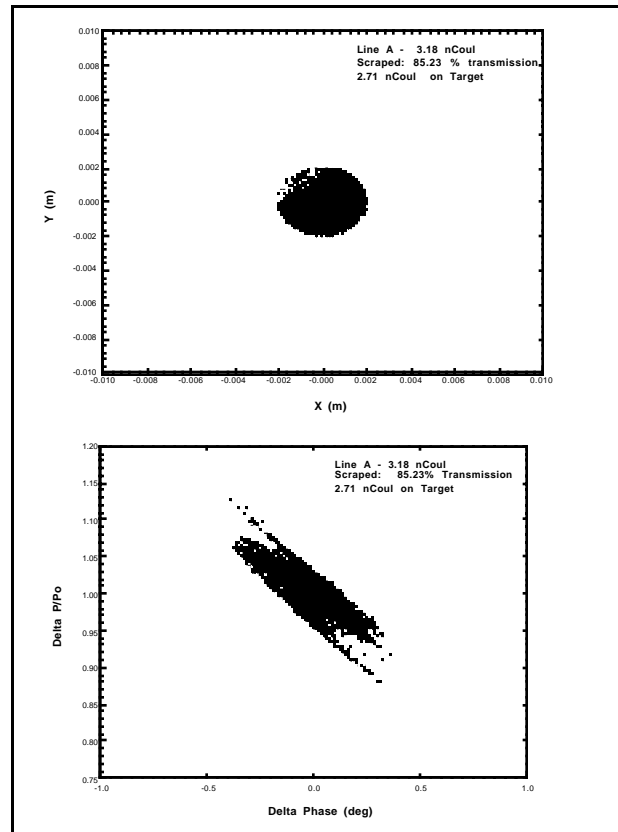 0.010
Line A - 3.18 nCoul
Scraped: 85.23 % transmission
2.71 nCoul on Target
0.008
0.006
0.004
0.002
Y (m)
0.000
-0.002
-0.004
-0.006
-0.008
-0.010
-0.010 -0.008 -0.006 -0.004 -0.002 -0.000 0.002 0.004 0.006 0.008 0.010
X (m)
1.20
Line A - 3.18 nCoul
Scraped: 85.23% Transmission
2.71 nCoul on Target
1.15
1.10
1.05
1.00
Delta P/Po
0.95
0.90
0.85
0.80
0.75
-1.0 -0.5 0.0 0.5 1.0
Delta Phase (deg)